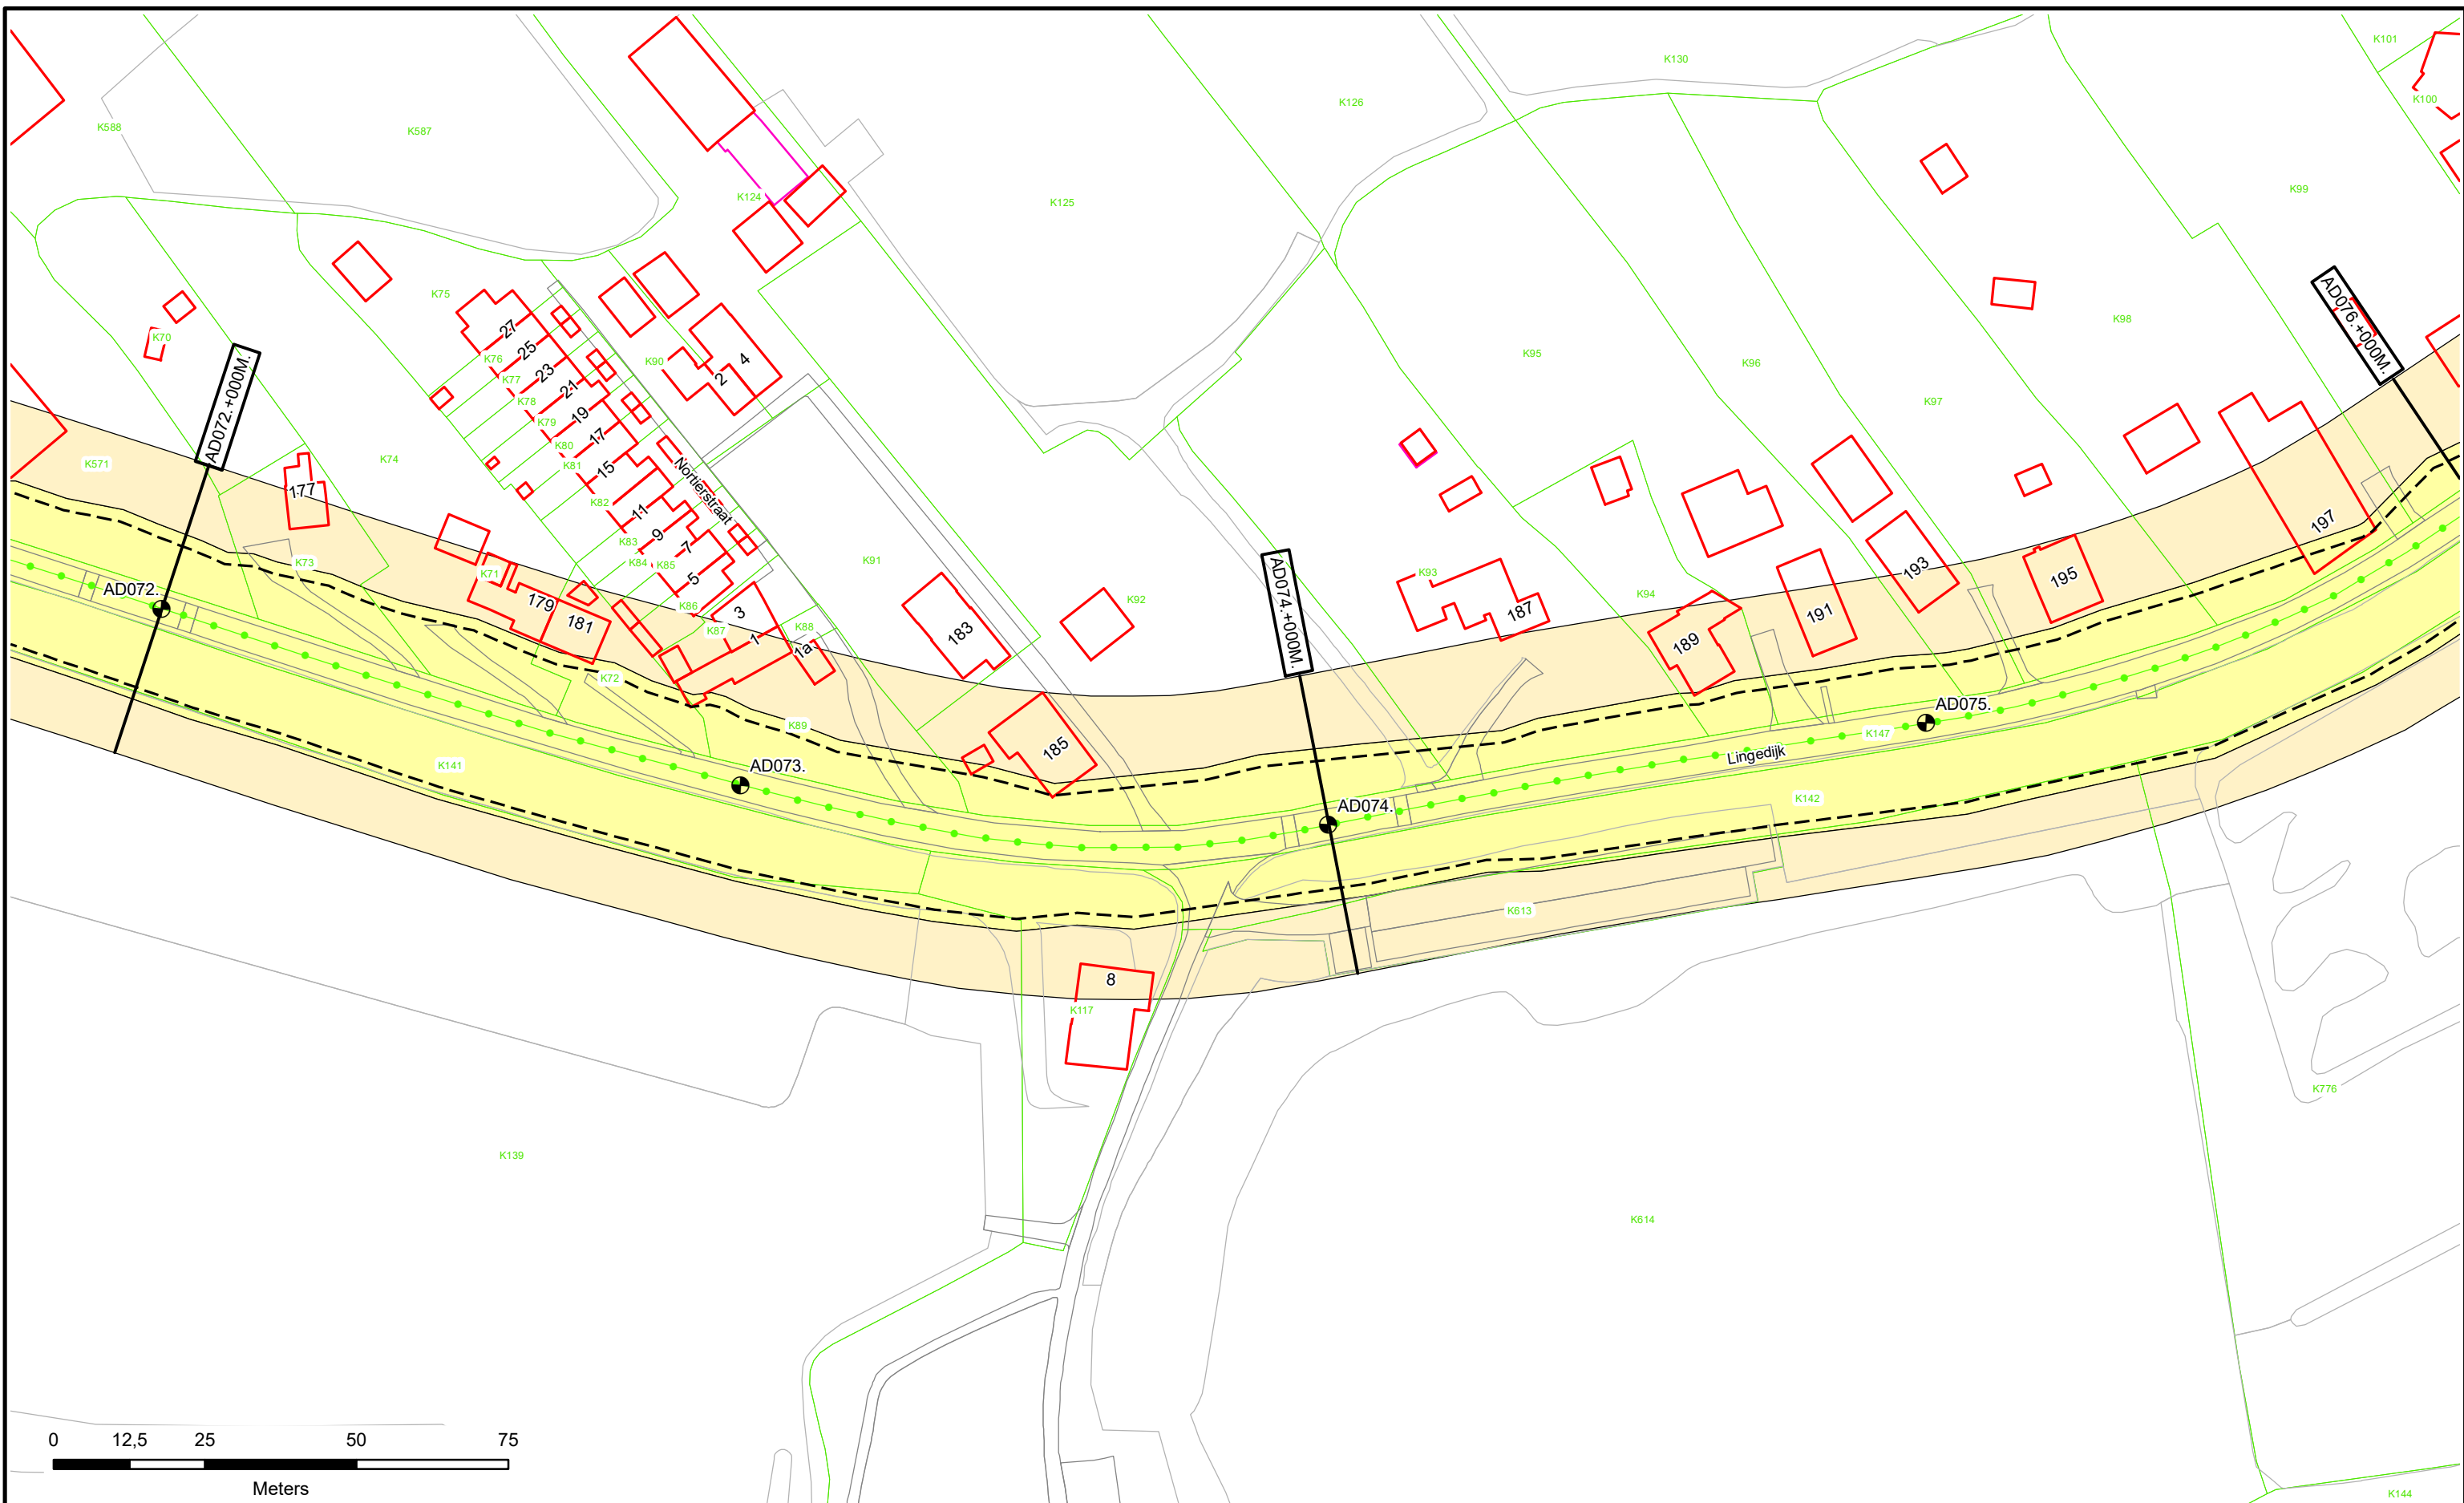 K101
K130
K100
K126
K588
K587
K99
K124
K125
K75
K98
AD076.+000M.
K70
27
25
K76
K77
23
K90
4
2
K95
K96
AD072.+000M.
21
K78
K79
19
K97
17
K80
K81
15
K571
K74
177
Nortierstraat
K82
11
9
K83
7
K84
K85
5
197
K73
K71
K91
AD074.+000M.
K93
193
195
AD072.
179
181
K86
3
K87
1
K88
1a
183
K92
K94
187
191
189
K72
K89
185
AD075.
K147
Lingedijk
K141
AD073.
AD074.
K142
K613
8
K117
K776
K139
K614
0 12,5 25 50 75
Meters
K144